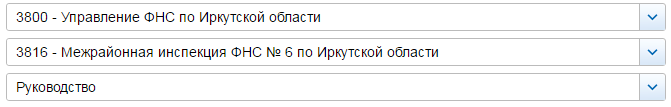 3800 - Управление ФНС по Иркутской области
3816 - Межрайонная инспекция ФНС № 6 по Иркутской области
Руководство